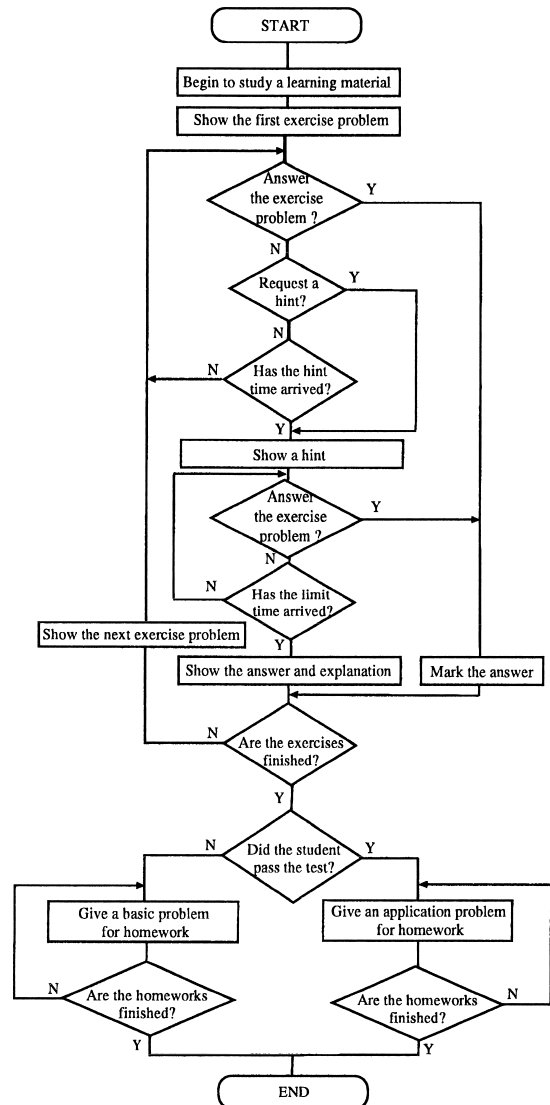 START
Begin to study a learning material
Show the first exercise problem
Answer
the exercise
problem ?
Y
N
Request a
hint?
Y
N
Has the hint
time arrived?
N
Y
Show a hint
Answer
the exercise
problem ?
Y
N
Has the limit
time arrived?
N
Y
Show the next exercise problem
Show the answer and explanation
Mark the answer
Are the exercises
finished?
N
Y
Did the student
pass the test?
N
Y
Give a basic problem
for homework
Give an application problem
for homework
Are the homeworks
finished?
N
Y
Are the homeworks
finished?
N
Y
END